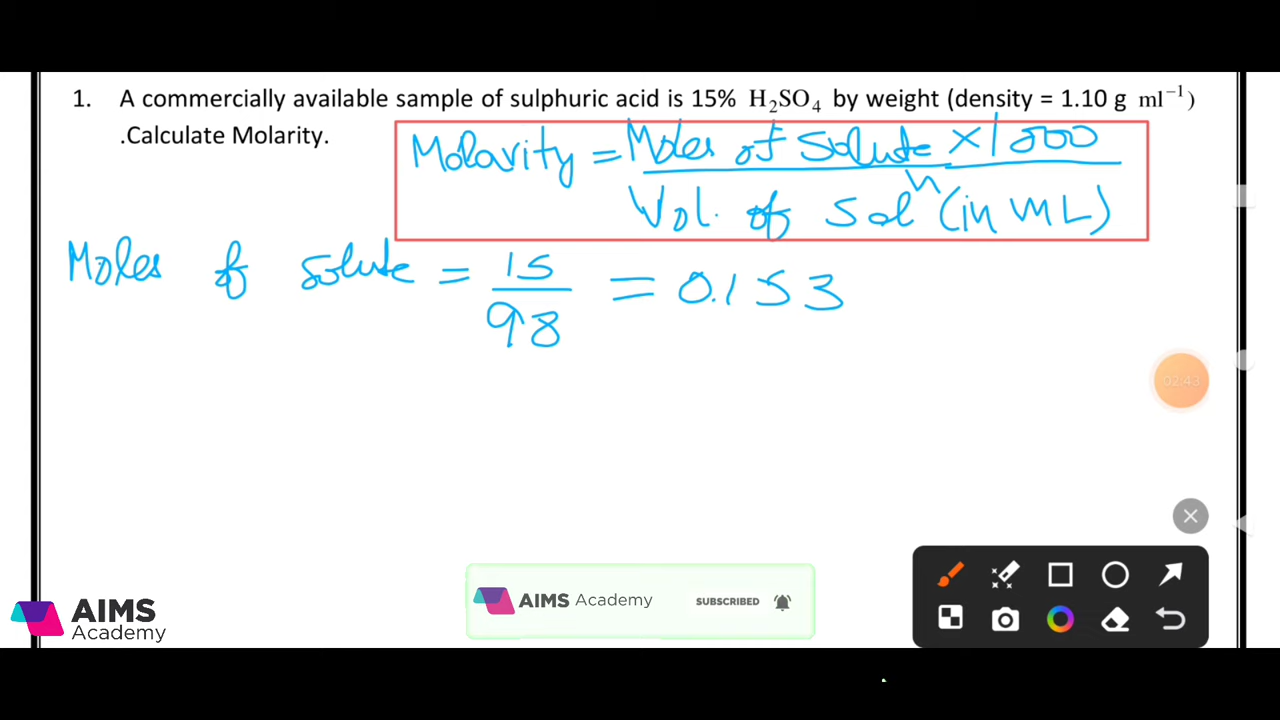 1. A commercially available sample of sulphuric acid is 15% H₂SO₄ by weight (density = 1.10 g ml⁻¹)
.Calculate Molarity.
Molarity = Moles of Solute × 1000
Vol. of Solⁿ (in mL)
Moles of solute = 15 = 0.153
98
02:43
AIMS Academy
SUBSCRIBED
AIMS
Academy